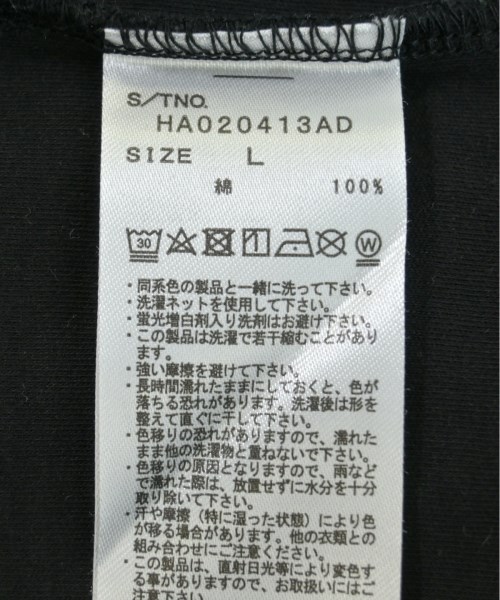 S/TNO.
HA020413AD
SIZE L
綿 100%
30 W
・同系色の製品と一緒に洗って下さい。
・洗濯ネットを使用して下さい。
・蛍光増白剤入り洗剤はお避け下さい。
・この製品は洗濯で若干縮むことがあり
ます。
・強い摩擦を避けて下さい。
・長時間濡れたままにしておくと、色が
落ちる恐れがあります。洗濯後は形を
整えて直ぐに干して下さい。
・色移りの恐れがありますので、濡れた
まま他の洗濯物と重ねないで下さい。
・色移りの原因となりますので、雨など
で濡れた際は、放置せずに水分を十分
取り除いて下さい。
・汗や摩擦（特に湿った状態）により色
が移る場合があります。他の衣類との
組み合わせにご注意下さい。
・この製品は、直射日光等により変色す
る事がありますので、お取扱いにはご
注意下さい。